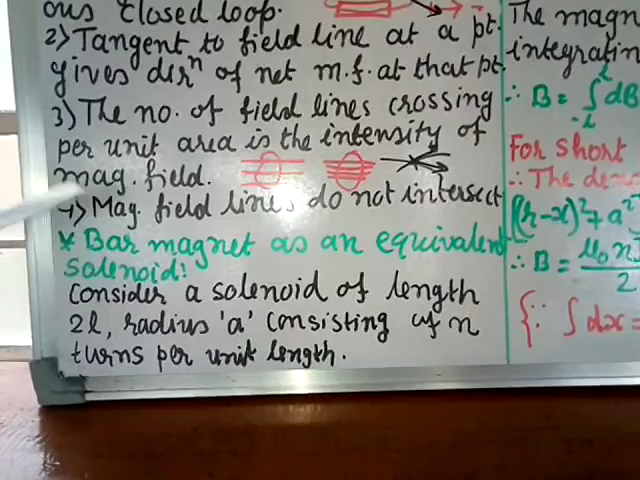 ous closed loop.
2) Tangent to field line at a pt.
gives dirⁿ of net m.f. at that pt.
3) The no. of field lines crossing
per unit area is the intensity of
mag. field.
4) Mag. field lines do not intersect
* Bar magnet as an equivalent
solenoid:
Consider a solenoid of length
2l, radius 'a' consisting of n
turns per unit length.
The magn
integratin
∴ B = ∫ dB
-l
For short
∴ The deno
(r-x)²+a²
∴ B = μ₀n
2
{∵ ∫dx =